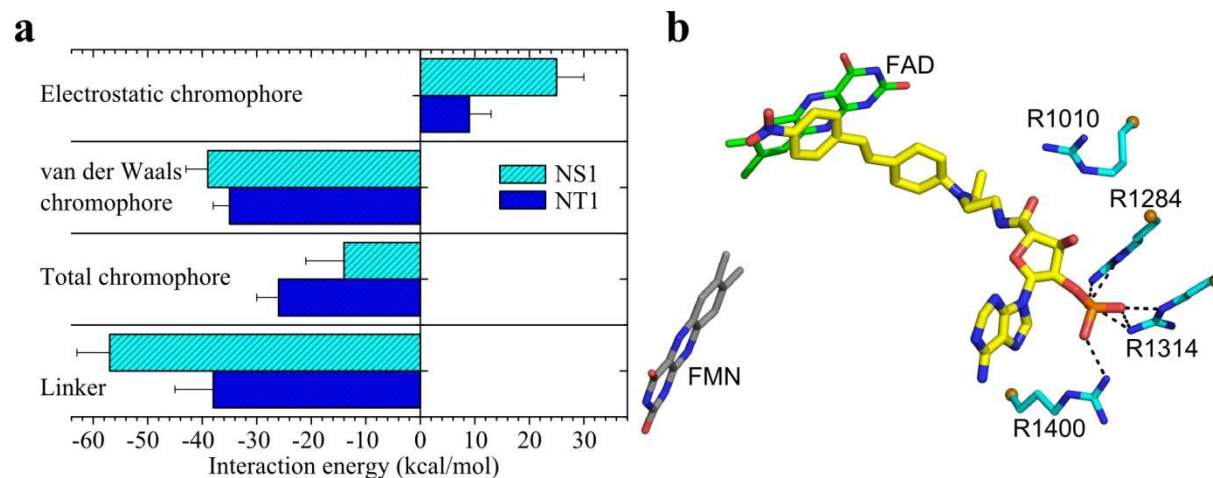 a
Electrostatic chromophore
van der Waals
chromophore
NS1
NT1
Total chromophore
Linker
-60 -50 -40 -30 -20 -10 0 10 20 30
Interaction energy (kcal/mol)
b
FAD
R1010
R1284
R1314
FMN
R1400